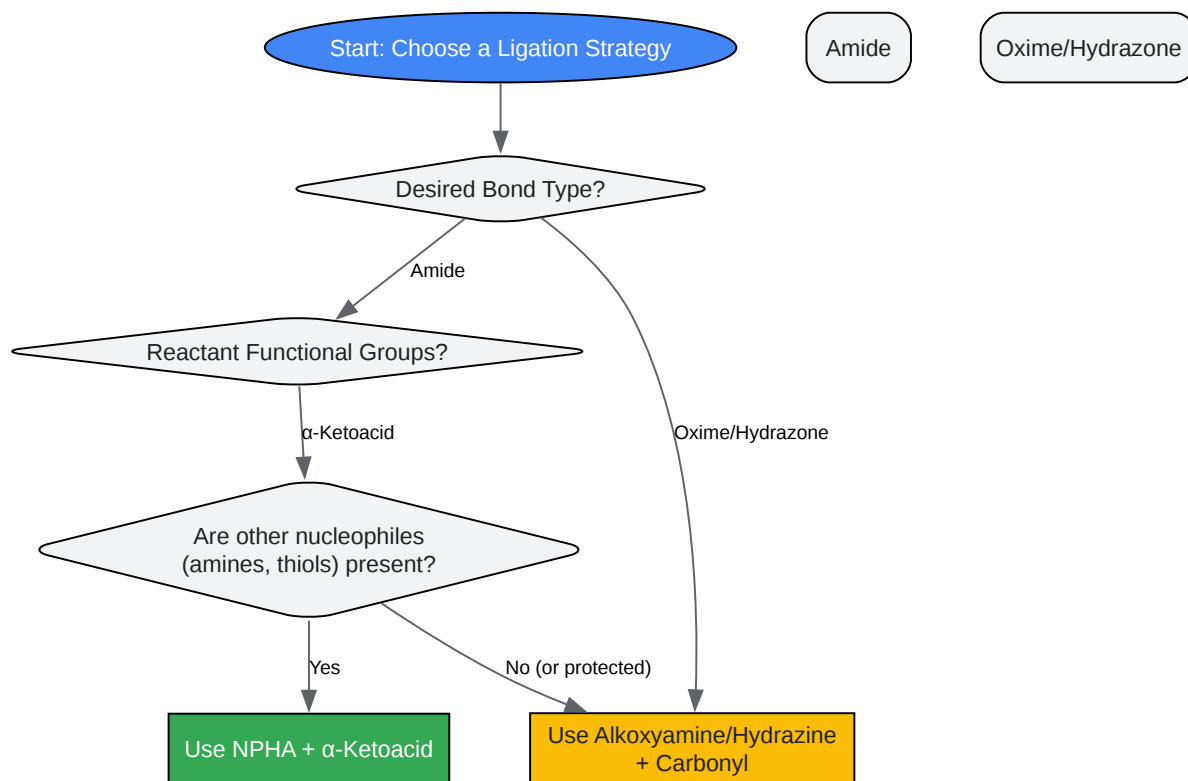 Start: Choose a Ligation Strategy
Amide
Oxime/Hydrazone
Desired Bond Type?
Amide
Reactant Functional Groups?
α-Ketoacid
Oxime/Hydrazone
Are other nucleophiles
(amines, thiols) present?
Yes
No (or protected)
Use NPHA + α-Ketoacid
Use Alkoxyamine/Hydrazine
+ Carbonyl